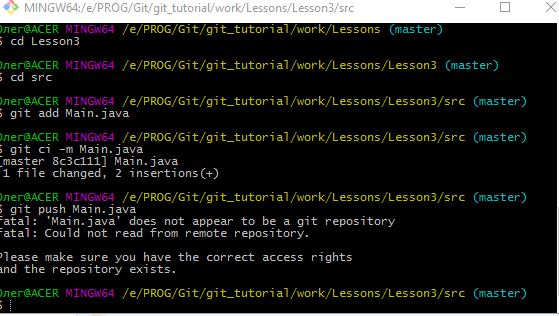 MINGW64:/e/PROG/Git/git_tutorial/work/Lessons/Lesson3/src
Олег@ACER MINGW64 /e/PROG/Git/git_tutorial/work/Lessons (master)
$ cd Lesson3
Олег@ACER MINGW64 /e/PROG/Git/git_tutorial/work/Lessons/Lesson3 (master)
$ cd src
Олег@ACER MINGW64 /e/PROG/Git/git_tutorial/work/Lessons/Lesson3/src (master)
$ git add Main.java
Олег@ACER MINGW64 /e/PROG/Git/git_tutorial/work/Lessons/Lesson3/src (master)
$ git ci -m Main.java
[master 8c3c111] Main.java
1 file changed, 2 insertions(+)
Олег@ACER MINGW64 /e/PROG/Git/git_tutorial/work/Lessons/Lesson3/src (master)
$ git push Main.java
fatal: 'Main.java' does not appear to be a git repository
fatal: Could not read from remote repository.
Please make sure you have the correct access rights
and the repository exists.
Олег@ACER MINGW64 /e/PROG/Git/git_tutorial/work/Lessons/Lesson3/src (master)
$